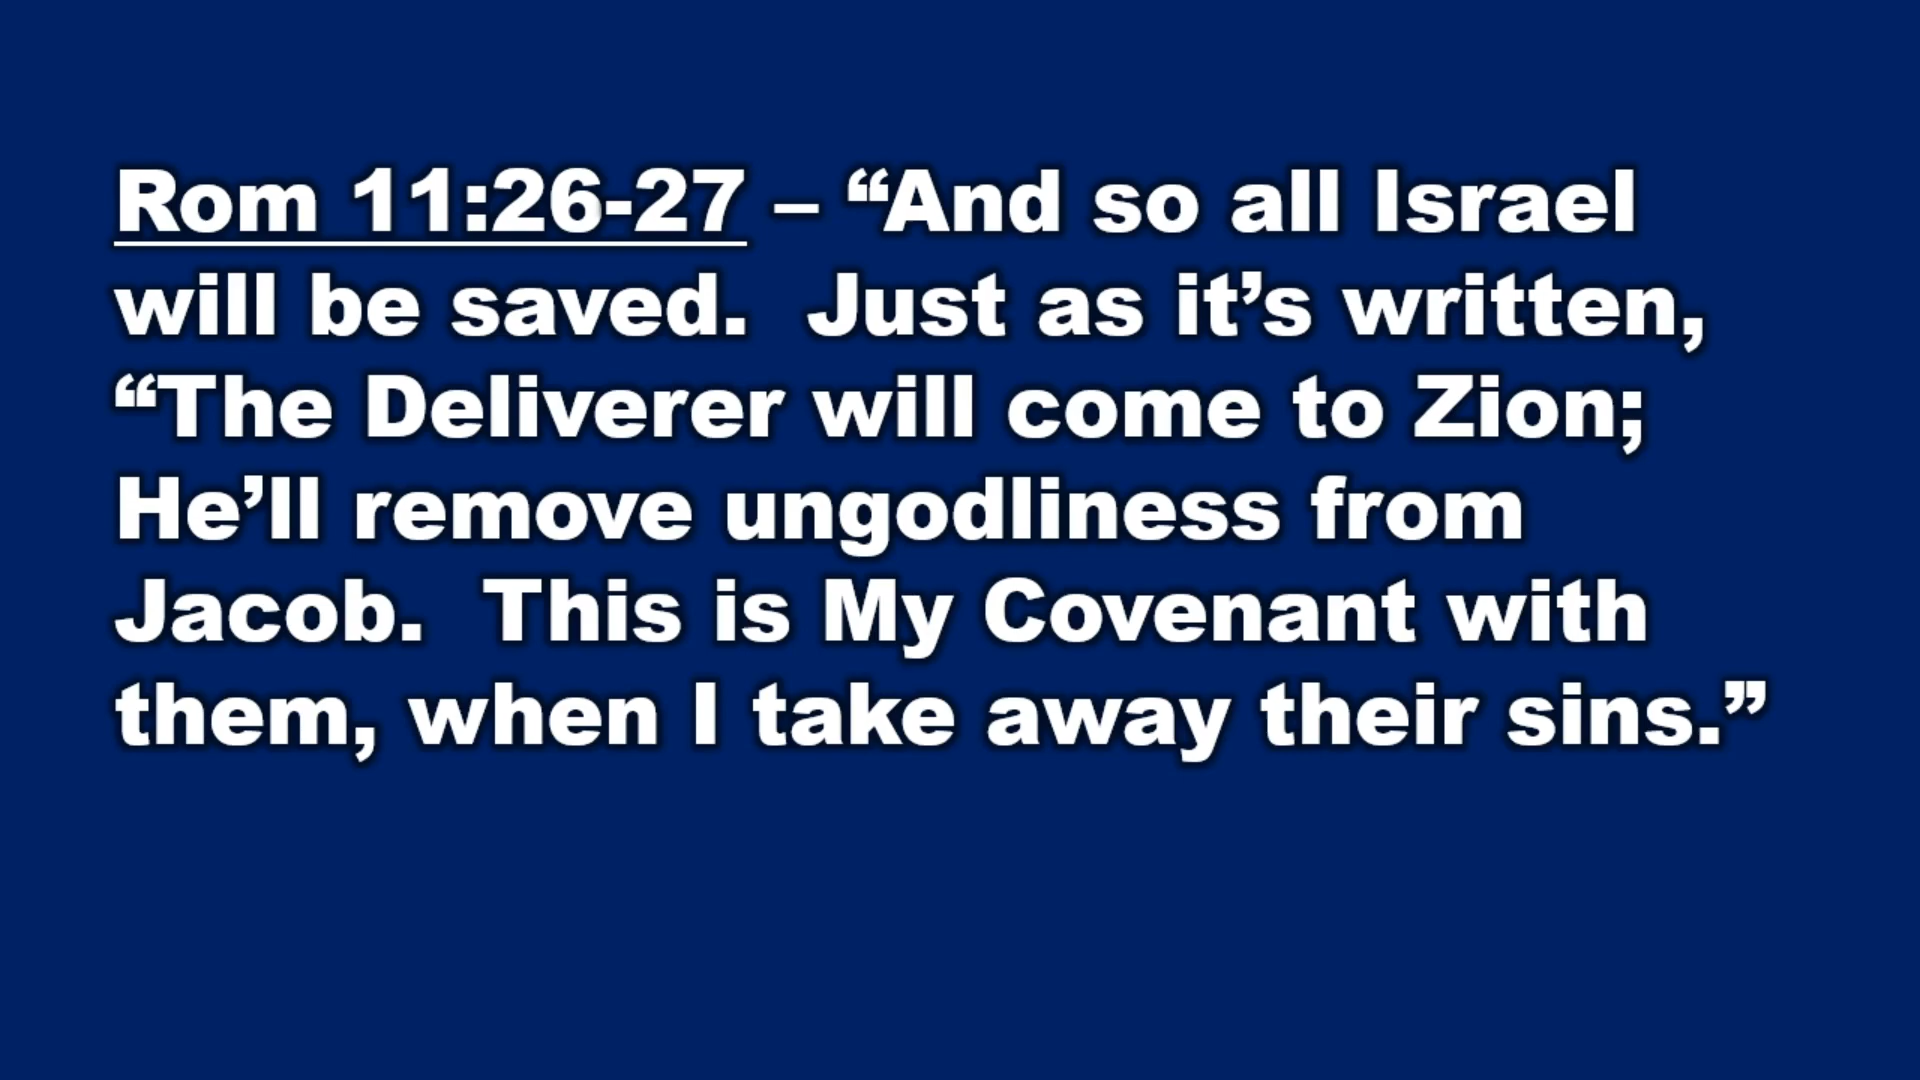 Rom 11:26-27 – “And so all Israel
will be saved.  Just as it’s written,
“The Deliverer will come to Zion;
He’ll remove ungodliness from
Jacob.  This is My Covenant with
them, when I take away their sins.”